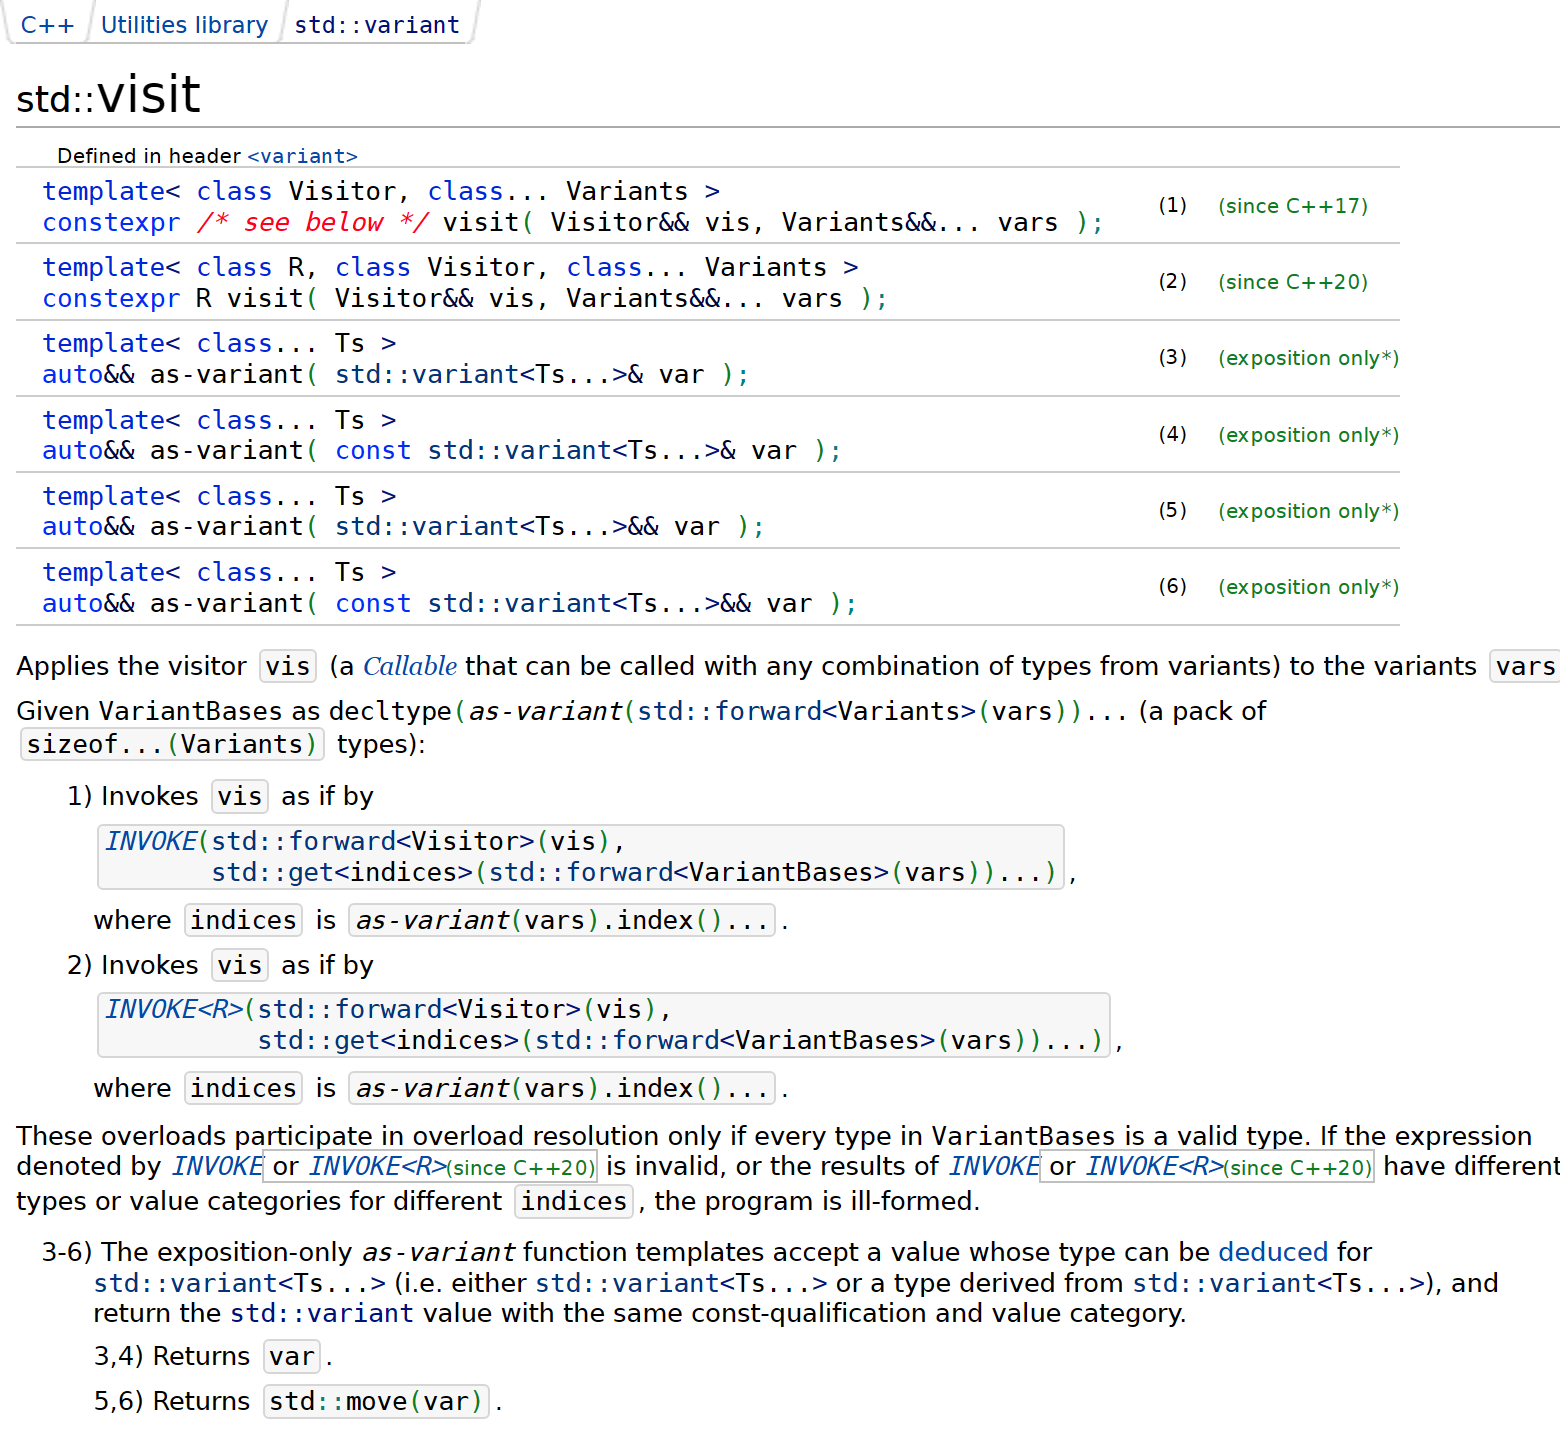 C++ Utilities library std::variant
std::visit
Defined in header <variant>
template< class Visitor, class... Variants >
constexpr /* see below */ visit( Visitor&& vis, Variants&&... vars ); (1) (since C++17)
template< class R, class Visitor, class... Variants >
constexpr R visit( Visitor&& vis, Variants&&... vars ); (2) (since C++20)
template< class... Ts >
auto&& as-variant( std::variant<Ts...>& var ); (3) (exposition only*)
template< class... Ts >
auto&& as-variant( const std::variant<Ts...>& var ); (4) (exposition only*)
template< class... Ts >
auto&& as-variant( std::variant<Ts...>&& var ); (5) (exposition only*)
template< class... Ts >
auto&& as-variant( const std::variant<Ts...>&& var ); (6) (exposition only*)
Applies the visitor vis (a Callable that can be called with any combination of types from variants) to the variants vars
Given VariantBases as decltype(as-variant(std::forward<Variants>(vars))... (a pack of
sizeof...(Variants) types):
1) Invokes vis as if by
INVOKE(std::forward<Visitor>(vis),
std::get<indices>(std::forward<VariantBases>(vars))...) ,
where indices is as-variant(vars).index()... .
2) Invokes vis as if by
INVOKE<R>(std::forward<Visitor>(vis),
std::get<indices>(std::forward<VariantBases>(vars))...) ,
where indices is as-variant(vars).index()... .
These overloads participate in overload resolution only if every type in VariantBases is a valid type. If the expression
denoted by INVOKE or INVOKE<R>(since C++20) is invalid, or the results of INVOKE or INVOKE<R>(since C++20) have different
types or value categories for different indices , the program is ill-formed.
3-6) The exposition-only as-variant function templates accept a value whose type can be deduced for
std::variant<Ts...> (i.e. either std::variant<Ts...> or a type derived from std::variant<Ts...>), and
return the std::variant value with the same const-qualification and value category.
3,4) Returns var .
5,6) Returns std::move(var) .